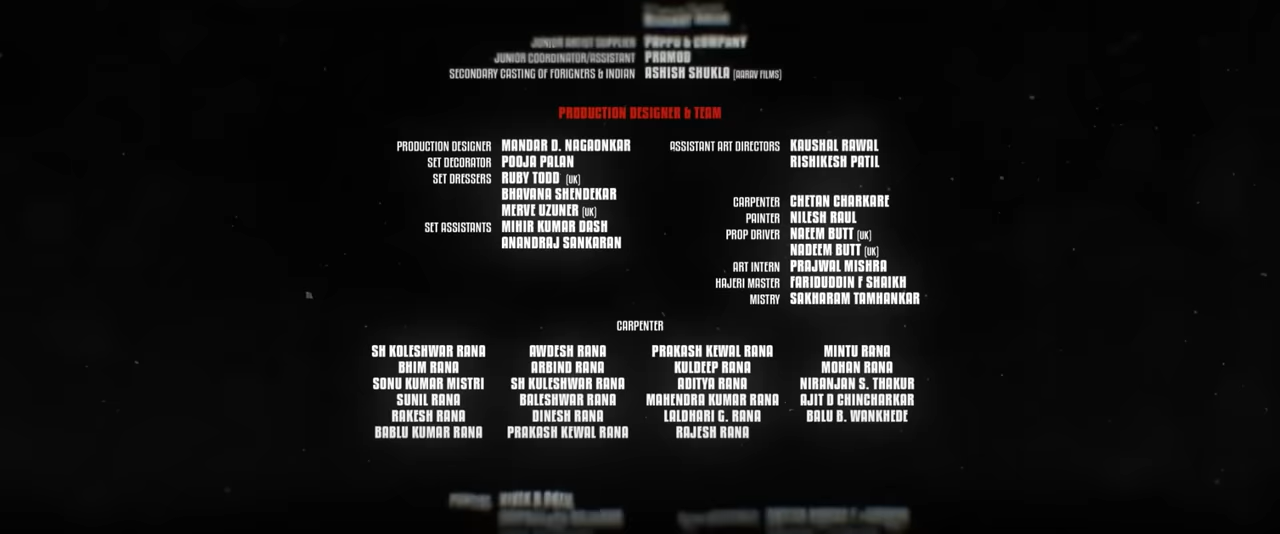 JUNIOR ARTIST SUPPLIER PAPPU & COMPANY
JUNIOR COORDINATOR/ASSISTANT PRAMOD
SECONDARY CASTING OF FORIGNERS & INDIAN ASHISH SHUKLA (AARAV FILMS)
PRODUCTION DESIGNER & TEAM
PRODUCTION DESIGNER MANDAR D. NAGAONKAR
SET DECORATOR POOJA PALAN
SET DRESSERS RUBY TODD (UK)
BHAVANA SHENDEKAR
MERVE UZUNER (UK)
SET ASSISTANTS MIHIR KUMAR DASH
ANANDRAJ SANKARAN
ASSISTANT ART DIRECTORS KAUSHAL RAWAL
RISHIKESH PATIL
CARPENTER CHETAN CHARKARE
PAINTER NILESH RAUL
PROP DRIVER NAEEM BUTT (UK)
NADEEM BUTT (UK)
ART INTERN PRAJWAL MISHRA
HAJERI MASTER FARIDUDDIN F SHAIKH
MISTRY SAKHARAM TAMHANKAR
CARPENTER
SH KOLESHWAR RANA AWDESH RANA PRAKASH KEWAL RANA MINTU RANA
BHIM RANA ARBIND RANA KULDEEP RANA MOHAN RANA
SONU KUMAR MISTRI SH KULESHWAR RANA ADITYA RANA NIRANJAN S. THAKUR
SUNIL RANA BALESHWAR RANA MAHENDRA KUMAR RANA AJIT D CHINCHARKAR
RAKESH RANA DINESH RANA LALDHARI G. RANA BALU B. WANKHEDE
BABLU KUMAR RANA PRAKASH KEWAL RANA RAJESH RANA